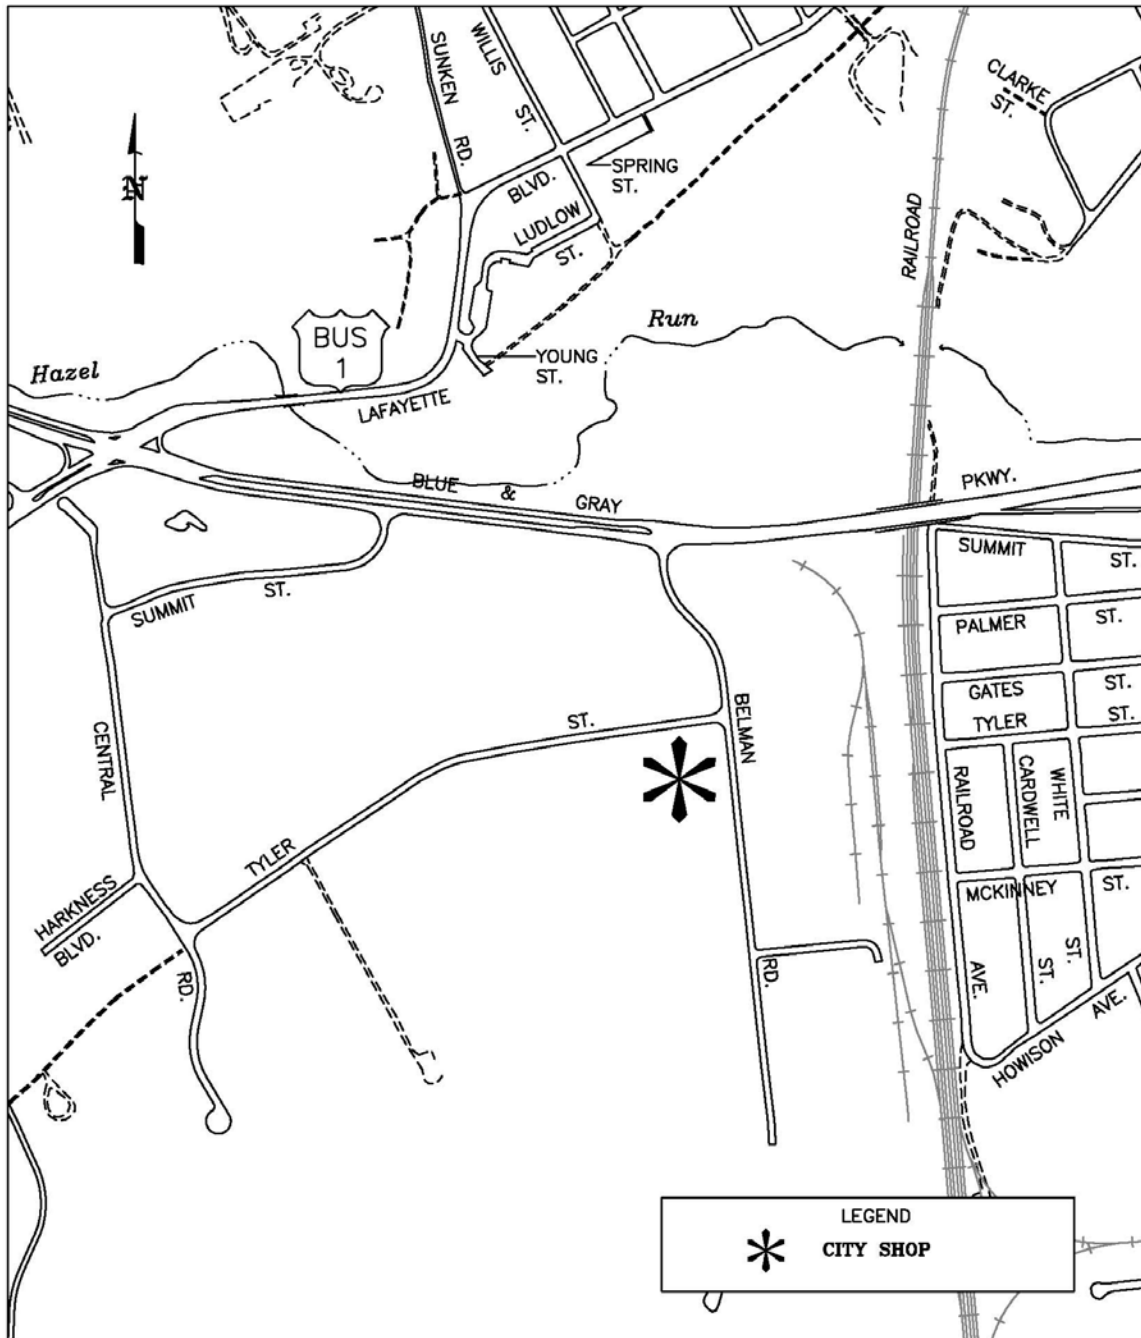 SUNKEN
RD.
WILLIS
ST.
CLARKE
ST.
N
SPRING
ST.
BLVD.
LUDLOW
ST.
RAILROAD
BUS
1
Hazel
Run
YOUNG
ST.
LAFAYETTE
BLUE & GRAY PKWY.
SUMMIT ST.
SUMMIT ST.
PALMER ST.
GATES ST.
TYLER ST.
CENTRAL
RD.
TYLER ST.
BELMAN
RD.
RAILROAD
AVE.
CARDWELL
ST.
WHITE
ST.
HARKNESS
BLVD.
MCKINNEY ST.
HOWISON AVE.
LEGEND
CITY SHOP